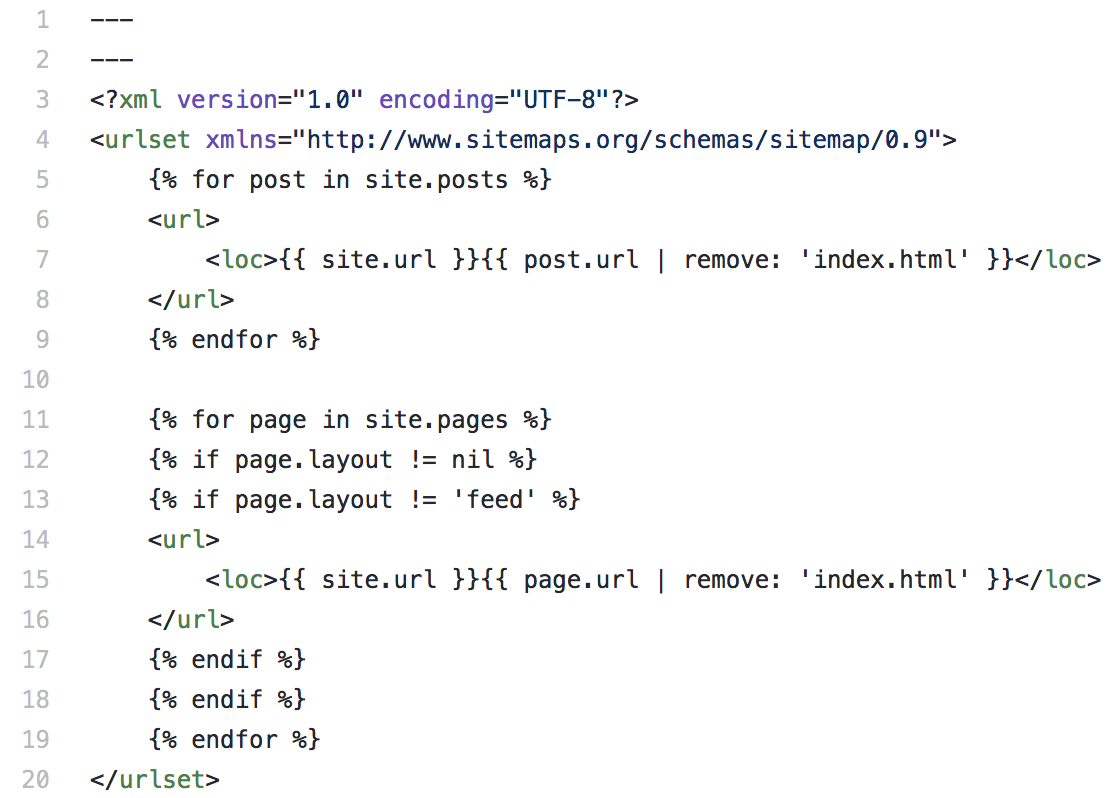 1 ---
2 ---
3 <?xml version="1.0" encoding="UTF-8"?>
4 <urlset xmlns="http://www.sitemaps.org/schemas/sitemap/0.9">
5     {% for post in site.posts %}
6     <url>
7         <loc>{{ site.url }}{{ post.url | remove: 'index.html' }}</loc>
8     </url>
9     {% endfor %}
10
11     {% for page in site.pages %}
12     {% if page.layout != nil %}
13     {% if page.layout != 'feed' %}
14     <url>
15         <loc>{{ site.url }}{{ page.url | remove: 'index.html' }}</loc>
16     </url>
17     {% endif %}
18     {% endif %}
19     {% endfor %}
20 </urlset>